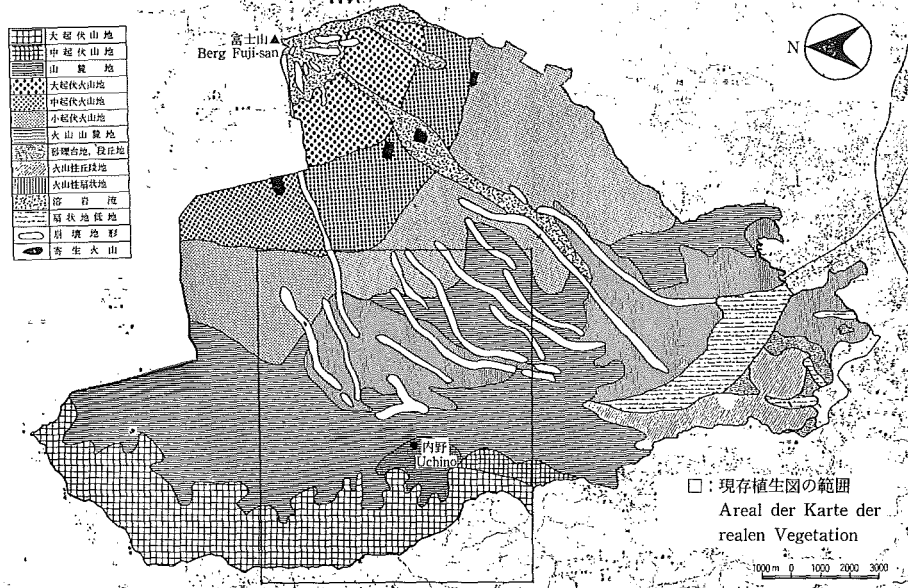 大起伏山地
中起伏山地
山麓地
大起伏火山地
中起伏火山地
小起伏火山地
火山山麓地
砂礫台地、段丘地
火山性丘陵地
火山性扇状地
溶岩流
扇状地低地
崩壊地形
寄生火山
富士山▲
Berg Fuji-san
N
内野
Uchino
□:現存植生図の範囲
Areal der Karte der
realen Vegetation
1000m 0 1000 2000 3000